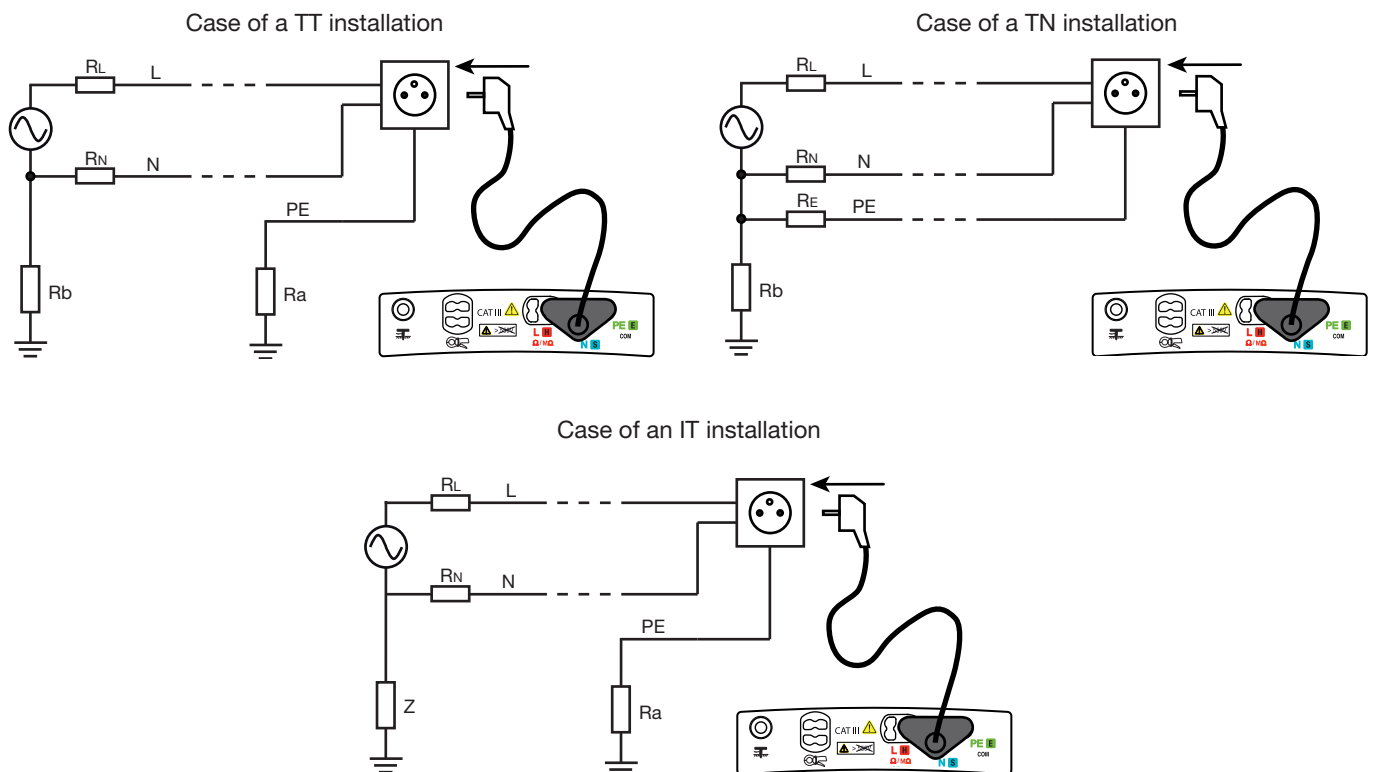 Case of a TT installation
RL
L
RN
N
PE
Rb
Ra
CAT III
L H
Ω/MΩ
N S
PE E
COM
Case of a TN installation
RL
L
RN
N
RE
PE
Rb
CAT III
L H
Ω/MΩ
N S
PE E
COM
Case of an IT installation
RL
L
RN
N
PE
Z
Ra
CAT III
L H
Ω/MΩ
N S
PE E
COM